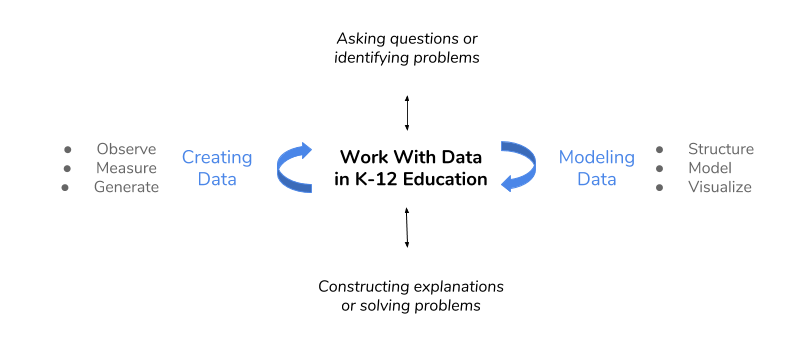 Asking questions or
identifying problems
● Observe
● Measure
● Generate
Creating
Data
Work With Data
in K-12 Education
Modeling
Data
● Structure
● Model
● Visualize
Constructing explanations
or solving problems